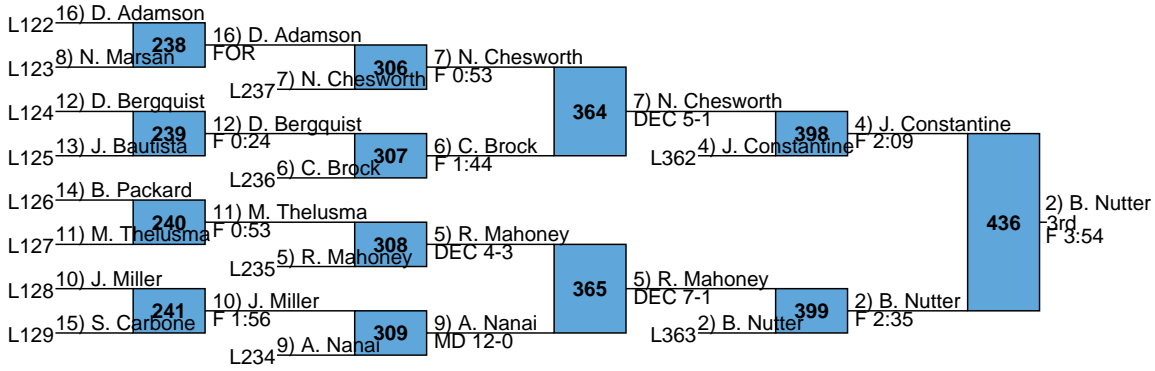 L122 16) D. Adamson
238
16) D. Adamson
FOR
L123 8) N. Marsan
306
7) N. Chesworth
F 0:53
L237 7) N. Chesworth
L124 12) D. Bergquist
364
7) N. Chesworth
DEC 5-1
239
12) D. Bergquist
F 0:24
398
4) J. Constantine
F 2:09
L125 13) J. Bautista
307
6) C. Brock
F 1:44
L362 4) J. Constantine
L236 6) C. Brock
L126 14) B. Packard
240
11) M. Thelusma
F 0:53
436
2) B. Nutter
3rd
F 3:54
L127 11) M. Thelusma
308
5) R. Mahoney
DEC 4-3
L235 5) R. Mahoney
L128 10) J. Miller
365
5) R. Mahoney
DEC 7-1
241
10) J. Miller
F 1:56
399
2) B. Nutter
F 2:35
L129 15) S. Carbone
309
9) A. Nanai
MD 12-0
L363 2) B. Nutter
L234 9) A. Nanai